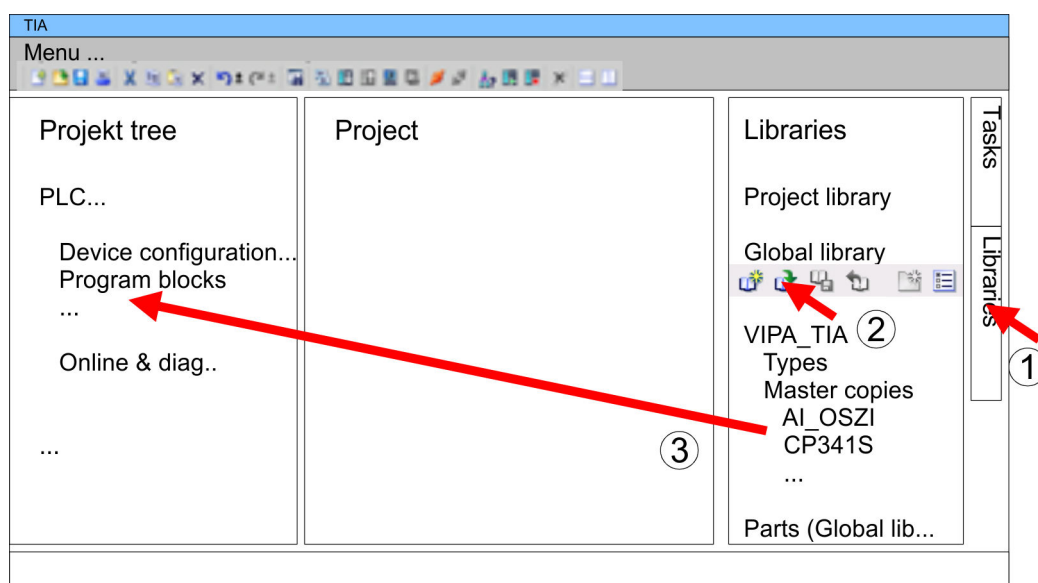 TIA
Menu ...
Projekt tree
PLC...
Device configuration...
Program blocks
...
Online & diag..
...
Project
③
Libraries
Project library
Global library
②
VIPA_TIA
Types
Master copies
AI_OSZI
CP341S
...
Parts (Global lib...
Tasks
Libraries
①